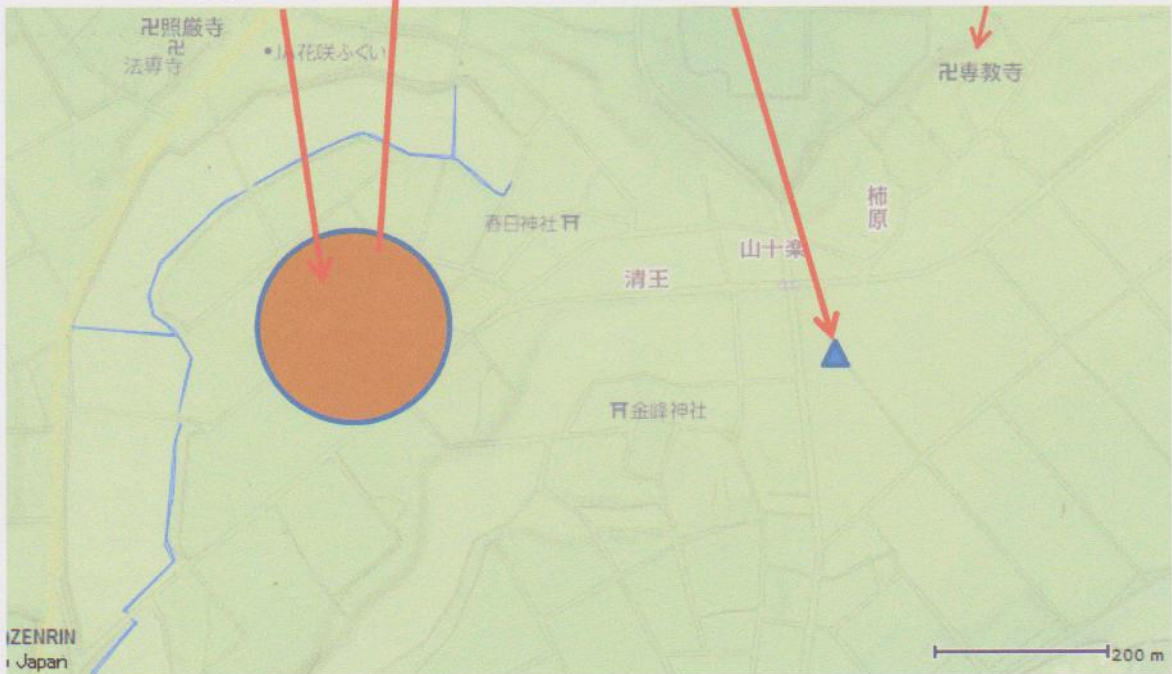 卍照厳寺
卍
法専寺
•JA花咲ふくい
卍専教寺
柿原
春日神社⛩
山十楽
清王
⛩金峰神社
ZENRIN
Japan
200 m